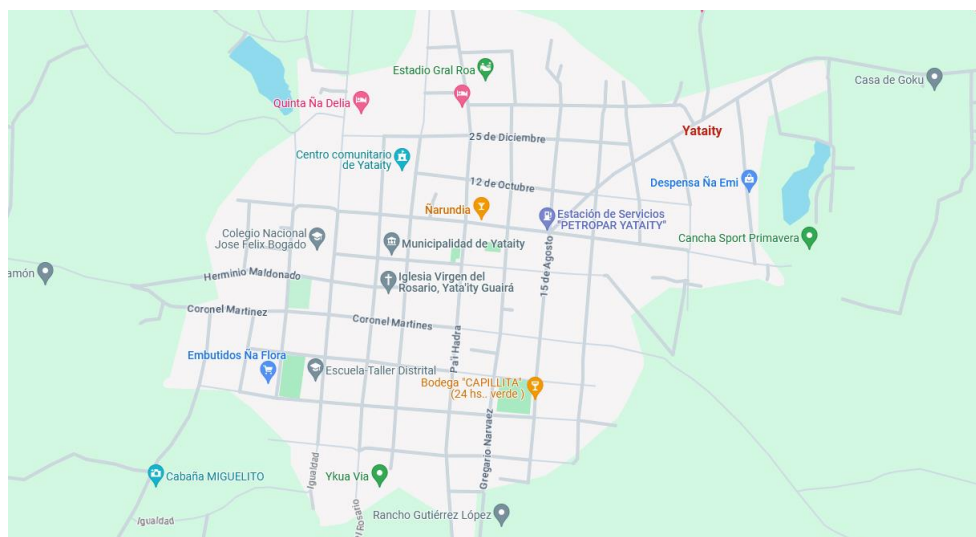 Estadio Gral Roa
Casa de Goku
Quinta Ña Delia
25 de Diciembre
Yataity
Centro comunitario
de Yataity
12 de Octubre
Despensa Ña Emi
Ñarundia
Estación de Servicios
"PETROPAR YATAITY"
Colegio Nacional
Jose Felix Bogado
Municipalidad de Yataity
Cancha Sport Primavera
15 de Agosto
amón
Herminio Maldonado
Iglesia Virgen del
Rosario, Yata'ity Guairá
Coronel Martinez
Coronel Martines
Pa'i Hadra
Embutidos Ña Flora
Escuela-Taller Distrital
Bodega "CAPILLITA"
(24 hs.. verde )
Gregario Narvaez
Igualdad
Cabaña MIGUELITO
Ykua Via
l Rosario
Rancho Gutiérrez López
Igualdad